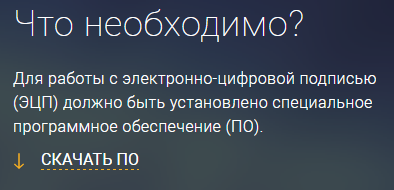 Что необходимо?
Для работы с электронно-цифровой подписью
(ЭЦП) должно быть установлено специальное
программное обеспечение (ПО).
СКАЧАТЬ ПО